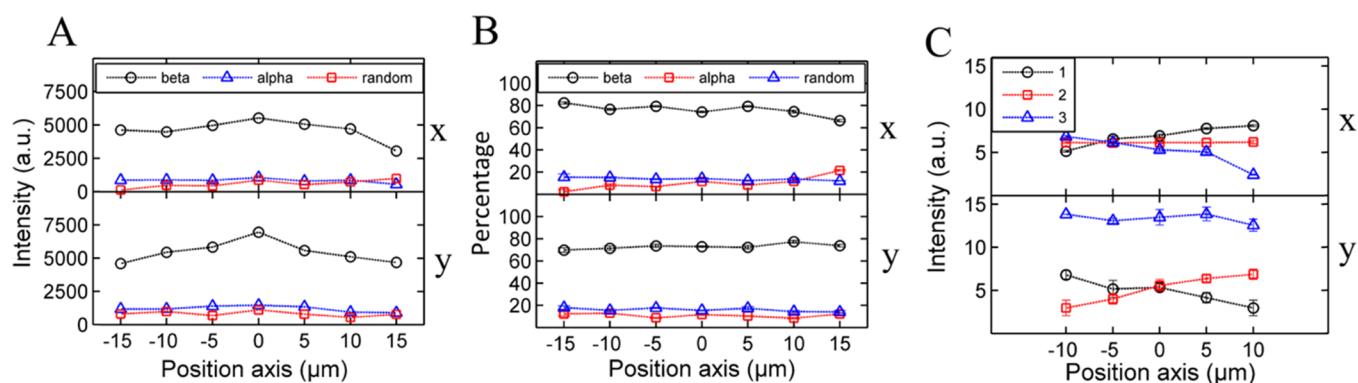 A
beta alpha random
7500
5000
2500
0
x
7500
5000
2500
0
y
Intensity (a.u.)
-15 -10 -5 0 5 10 15
Position axis (μm)
B
beta alpha random
100
80
60
40
20
x
100
80
60
40
20
y
Percentage
-15 -10 -5 0 5 10 15
Position axis (μm)
C
1
2
3
15
10
5
x
15
10
5
y
Intensity (a.u.)
-10 -5 0 5 10
Position axis (μm)